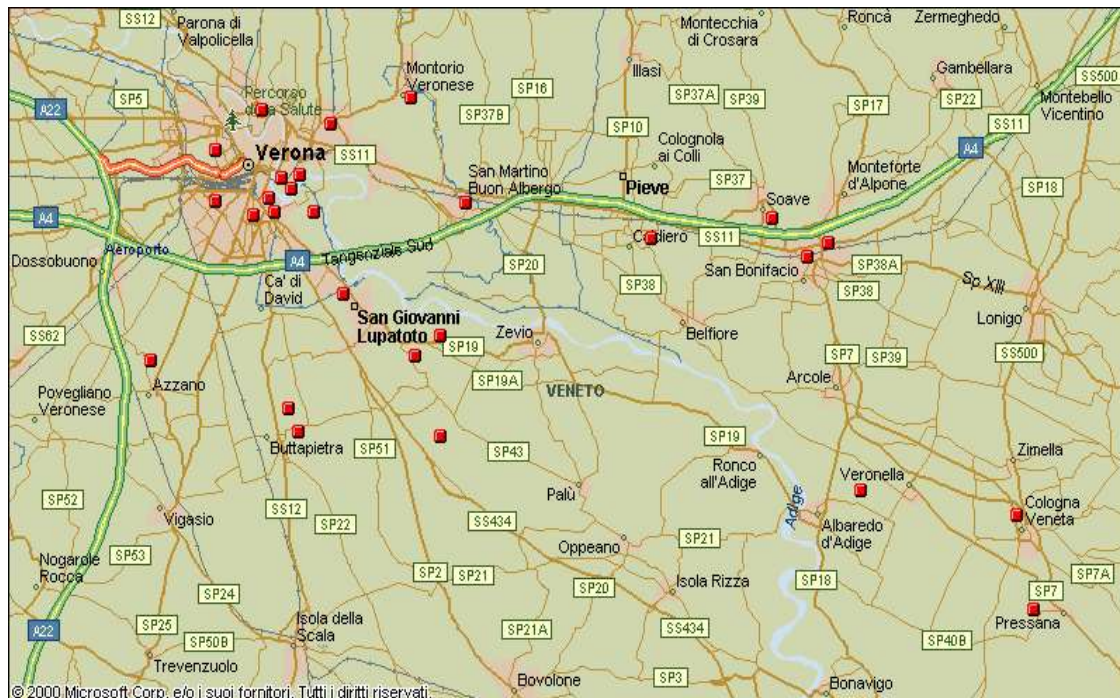 SS12
Parona di
Valpolicella
Montecchia
di Crosara
Roncà
Zermeghedo
Montorio
Veronese
Illasi
Gambellara
SS500
A22
SP5
Percorso
della Salute
SP16
SP37B
SP37A
SP39
SP17
SP22
Montebello
Vicentino
SP10
SS11
Verona
SS11
Colognola
ai Colli
A4
San Martino
Buon Albergo
Pieve
SP37
Monteforte
d'Alpone
SP18
Soave
A4
Aeroporto
Caldiero
SS11
Dossobuono
A4
Tangenziale Sud
SP20
San Bonifacio
SP38A
Ca' di
David
SP38
SP38
Sp XIII
San Giovanni
Lupatoto
Lonigo
SS62
Zevio
Belfiore
SP19
SP7
SP39
SS500
Azzano
SP19A
VENETO
Arcole
Povegliano
Veronese
Buttapietra
SP51
SP43
SP19
Zimella
Ronco
all'Adige
Veronella
SP52
Palù
Adige
Vigasio
SS12
SP22
SS434
Albaredo
d'Adige
Cologna
Veneta
SP53
Oppeano
SP21
Nogarole
Rocca
SP2
SP21
SP20
Isola Rizza
SP18
SP7A
SP24
SP7
A22
SP25
SP50B
Isola della
Scala
SP21A
SS434
SP40B
Pressana
Trevenzuolo
Bovolone
SP3
Bonavigo
© 2000 Microsoft Corp. e/o i suoi fornitori. Tutti i diritti riservati.